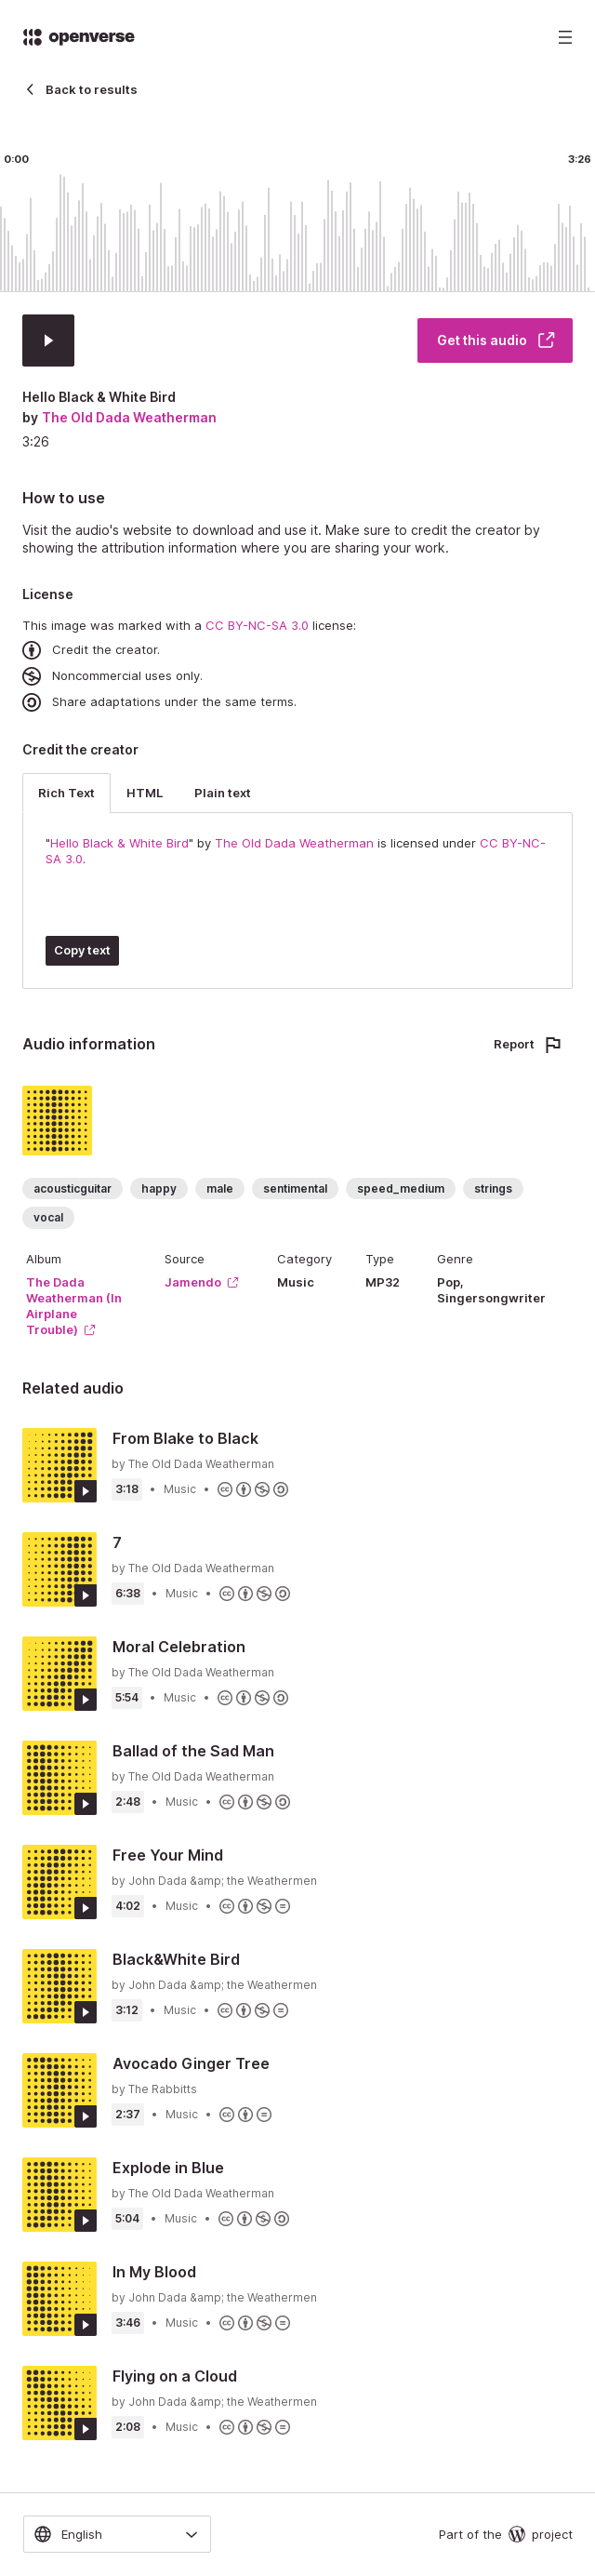 openverse
Back to results
0:00
3:26
Get this audio
Hello Black & White Bird
by The Old Dada Weatherman
3:26
How to use
Visit the audio's website to download and use it. Make sure to credit the creator by
showing the attribution information where you are sharing your work.
License
This image was marked with a CC BY-NC-SA 3.0 license:
Credit the creator.
Noncommercial uses only.
Share adaptations under the same terms.
Credit the creator
Rich Text
HTML
Plain text
"Hello Black & White Bird" by The Old Dada Weatherman is licensed under CC BY-NC-
SA 3.0.
Copy text
Audio information
Report
acousticguitar
happy
male
sentimental
speed_medium
strings
vocal
Album
The Dada
Weatherman (In
Airplane
Trouble)
Source
Jamendo
Category
Music
Type
MP32
Genre
Pop,
Singersongwriter
Related audio
From Blake to Black
by The Old Dada Weatherman
3:18 • Music •
7
by The Old Dada Weatherman
6:38 • Music •
Moral Celebration
by The Old Dada Weatherman
5:54 • Music •
Ballad of the Sad Man
by The Old Dada Weatherman
2:48 • Music •
Free Your Mind
by John Dada &amp; the Weathermen
4:02 • Music •
Black&White Bird
by John Dada &amp; the Weathermen
3:12 • Music •
Avocado Ginger Tree
by The Rabbitts
2:37 • Music •
Explode in Blue
by The Old Dada Weatherman
5:04 • Music •
In My Blood
by John Dada &amp; the Weathermen
3:46 • Music •
Flying on a Cloud
by John Dada &amp; the Weathermen
2:08 • Music •
English
Part of the
project